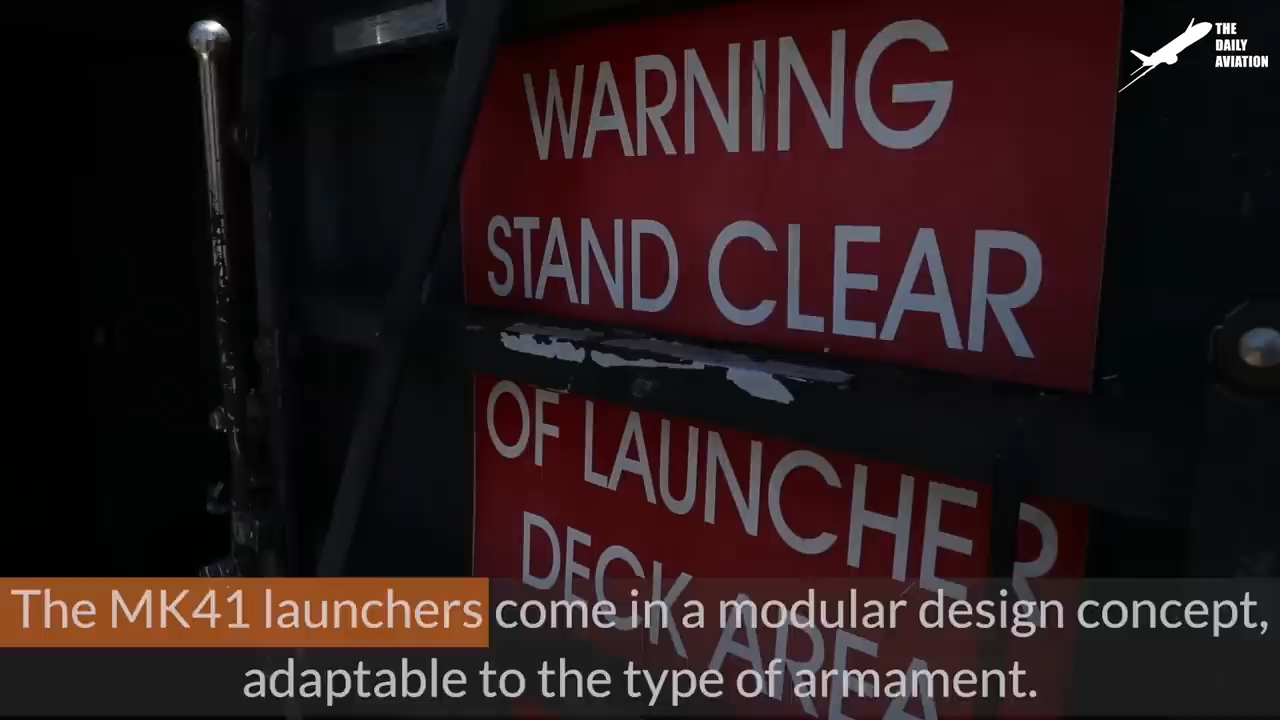 THE
DAILY
AVIATION
WARNING
STAND CLEAR
OF LAUNCHER
DECK AREA
The MK41 launchers come in a modular design concept,
adaptable to the type of armament.